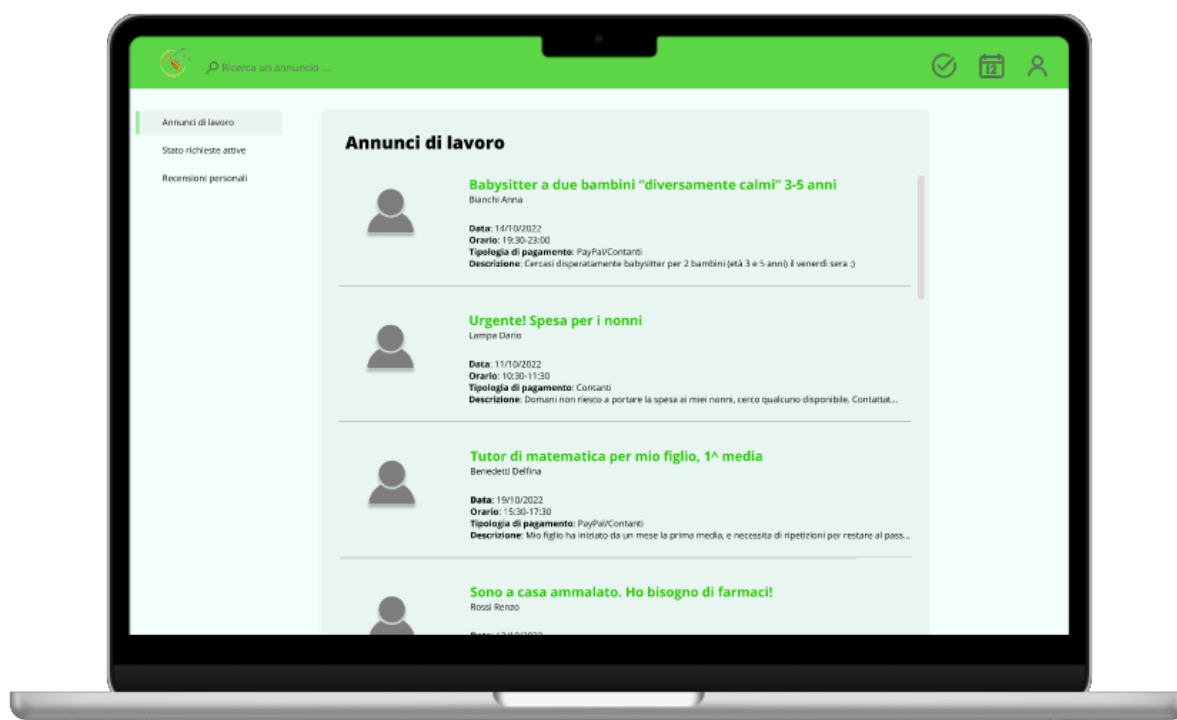 Ricerca un annuncio ...
12
Annunci di lavoro
Stato richieste attive
Recensioni personali
Annunci di lavoro
Babysitter a due bambini “diversamente calmi” 3-5 anni
Bianchi Anna
Data: 14/10/2022
Orario: 19:30-23:00
Tipologia di pagamento: PayPal/Contanti
Descrizione: Cercasi disperatamente babysitter per 2 bambini (età 3 e 5 anni) il venerdì sera :)
Urgente! Spesa per i nonni
Lampa Dario
Data: 11/10/2022
Orario: 10:30-11:30
Tipologia di pagamento: Contanti
Descrizione: Domani non riesco a portare la spesa ai miei nonni, cerco qualcuno disponibile. Contattat...
Tutor di matematica per mio figlio, 1^ media
Benedetti Delfina
Data: 19/10/2022
Orario: 15:30-17:30
Tipologia di pagamento: PayPal/Contanti
Descrizione: Mio figlio ha iniziato da un mese la prima media, e necessita di ripetizioni per restare al pass...
Sono a casa ammalato. Ho bisogno di farmaci!
Rossi Renzo